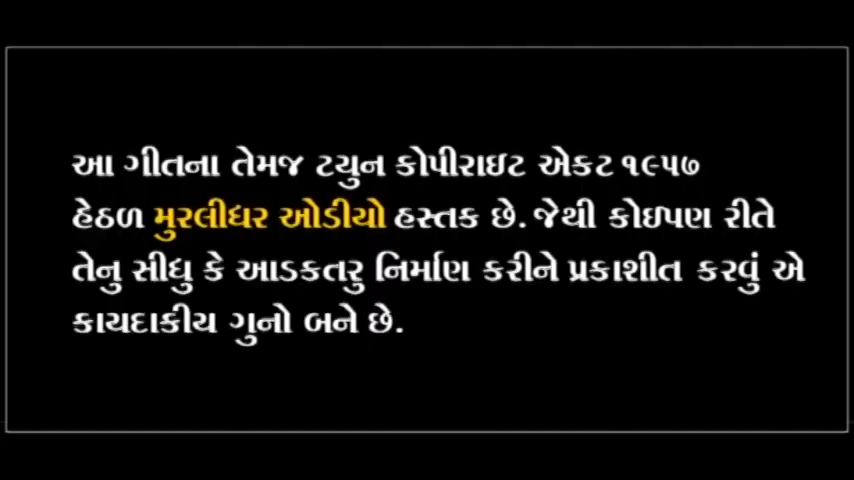 આ ગીતના તેમજ ટયુન કોપીરાઇટ એકટ ૧૯૫૭
હેઠળ મુરલીધર ઓડીયો હસ્તક છે. જેથી કોઇપણ રીતે
તેનુ સીધુ કે આડકતરુ નિર્માણ કરીને પ્રકાશીત કરવું એ
કાયદાકીય ગુનો બને છે.